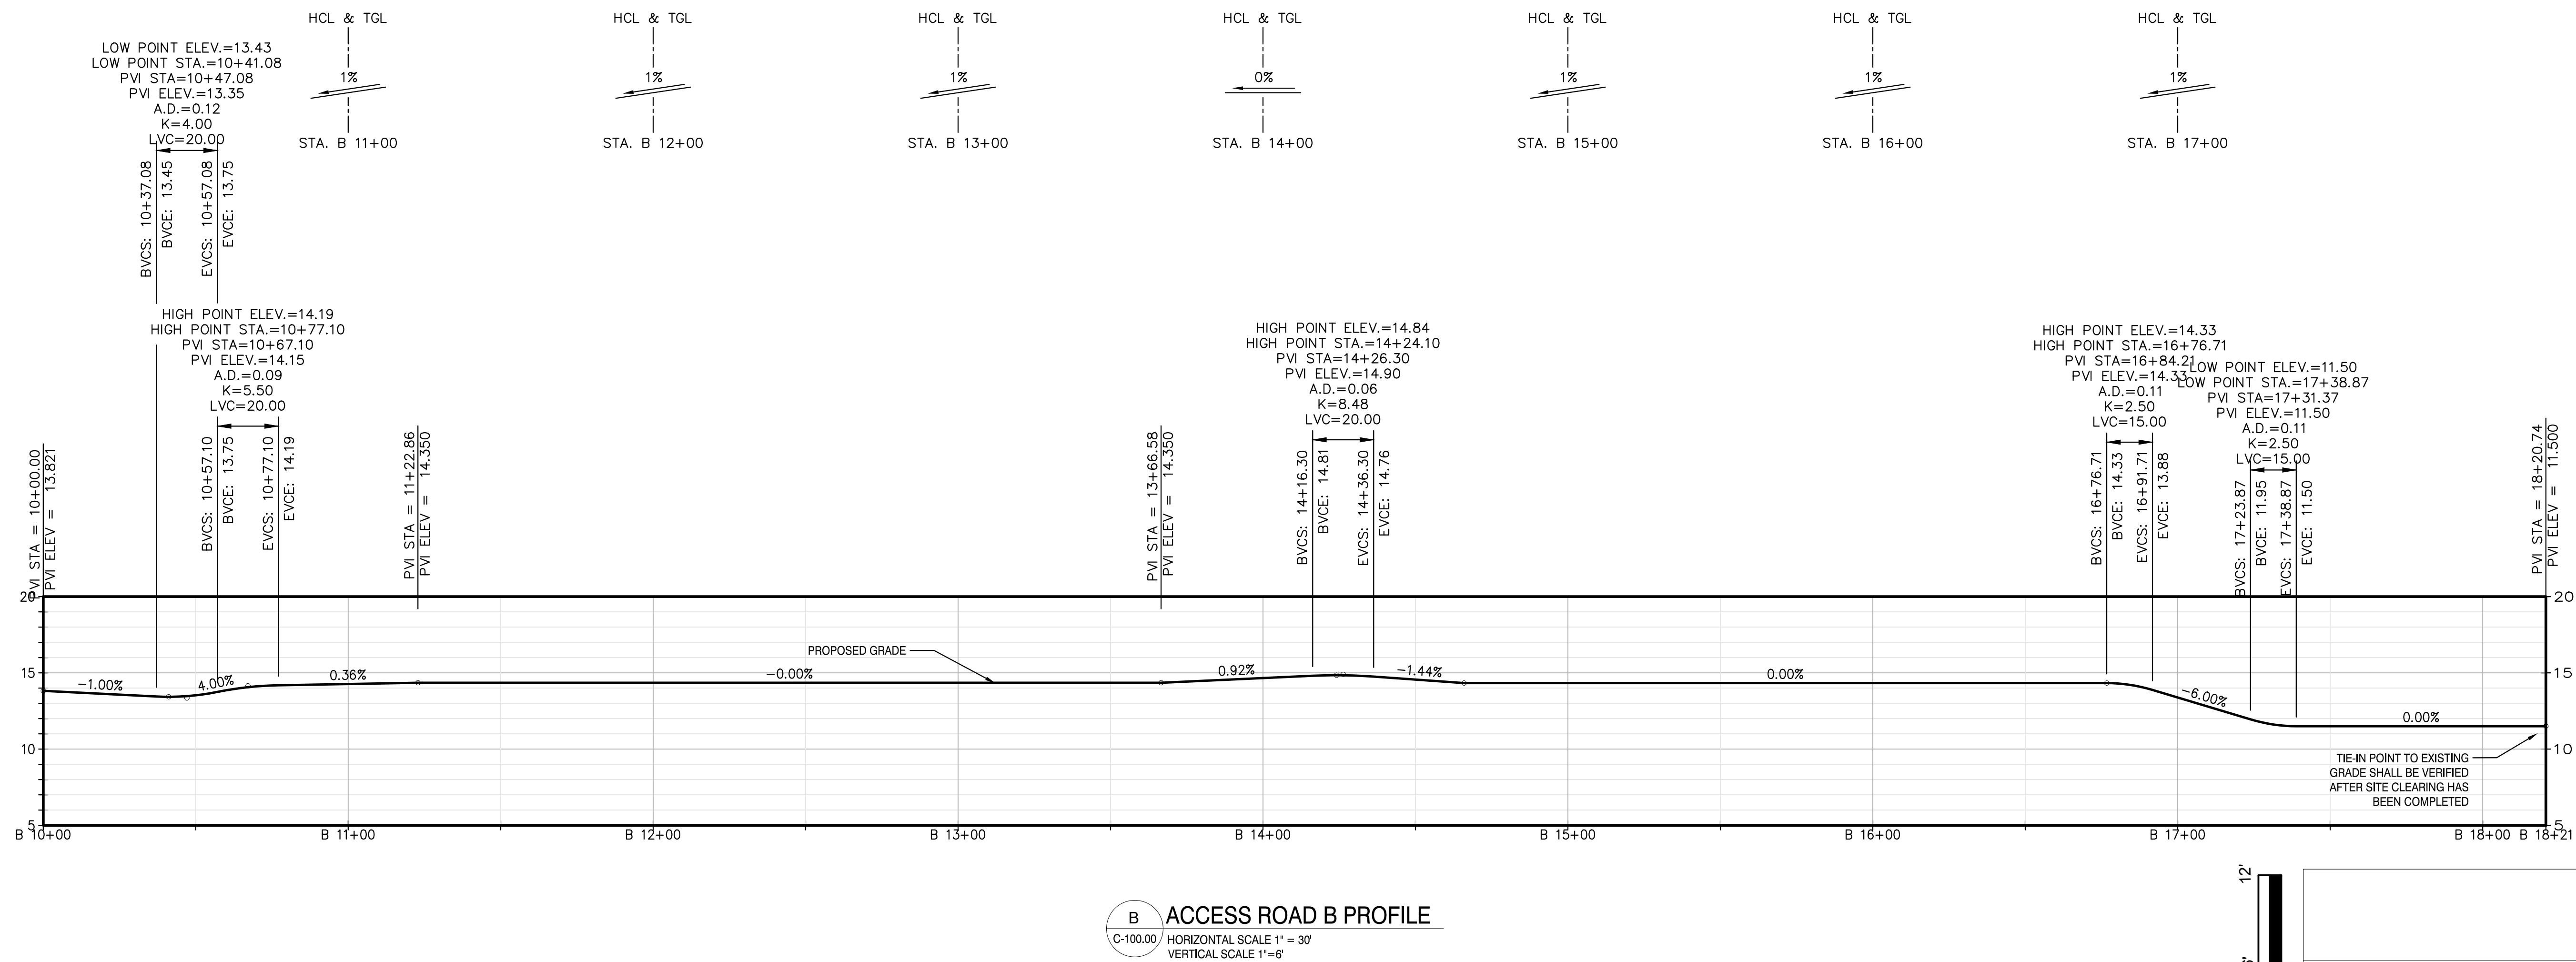 HCL & TGL
1%
STA. B 11+00
HCL & TGL
1%
STA. B 12+00
HCL & TGL
1%
STA. B 13+00
HCL & TGL
0%
STA. B 14+00
HCL & TGL
1%
STA. B 15+00
HCL & TGL
1%
STA. B 16+00
HCL & TGL
1%
STA. B 17+00
LOW POINT ELEV.=13.43
LOW POINT STA.=10+41.08
PVI STA=10+47.08
PVI ELEV.=13.35
A.D.=0.12
K=4.00
LVC=20.00
BVCS: 10+37.08
BVCE: 13.45
EVCS: 10+57.08
EVCE: 13.75
HIGH POINT ELEV.=14.19
HIGH POINT STA.=10+77.10
PVI STA=10+67.10
PVI ELEV.=14.15
A.D.=0.09
K=5.50
LVC=20.00
BVCS: 10+57.10
BVCE: 13.75
EVCS: 10+77.10
EVCE: 14.19
HIGH POINT ELEV.=14.84
HIGH POINT STA.=14+24.10
PVI STA=14+26.30
PVI ELEV.=14.90
A.D.=0.06
K=8.48
LVC=20.00
BVCS: 14+16.30
BVCE: 14.81
EVCS: 14+36.30
EVCE: 14.76
HIGH POINT ELEV.=14.33
HIGH POINT STA.=16+76.71
PVI STA=16+84.21
PVI ELEV.=14.33
A.D.=0.11
K=2.50
LVC=15.00
BVCS: 16+76.71
BVCE: 14.33
EVCS: 16+91.71
EVCE: 13.88
LOW POINT ELEV.=11.50
LOW POINT STA.=17+38.87
PVI STA=17+31.37
PVI ELEV.=11.50
A.D.=0.11
K=2.50
LVC=15.00
BVCS: 17+23.87
BVCE: 11.95
EVCS: 17+38.87
EVCE: 11.50
PVI STA = 10+00.00
PVI ELEV = 13.821
PVI STA = 11+22.86
PVI ELEV = 14.350
PVI STA = 13+66.58
PVI ELEV = 14.350
PVI STA = 18+20.74
PVI ELEV = 11.500
20
15
10
5
20
15
10
5
-1.00%
4.00%
0.36%
-0.00%
PROPOSED GRADE
0.92%
-1.44%
0.00%
-6.00%
0.00%
TIE-IN POINT TO EXISTING
GRADE SHALL BE VERIFIED
AFTER SITE CLEARING HAS
BEEN COMPLETED
B 10+00
B 11+00
B 12+00
B 13+00
B 14+00
B 15+00
B 16+00
B 17+00
B 18+00
B 18+21
B
C-100.00
ACCESS ROAD B PROFILE
HORIZONTAL SCALE 1" = 30'
VERTICAL SCALE 1"=6'
12'